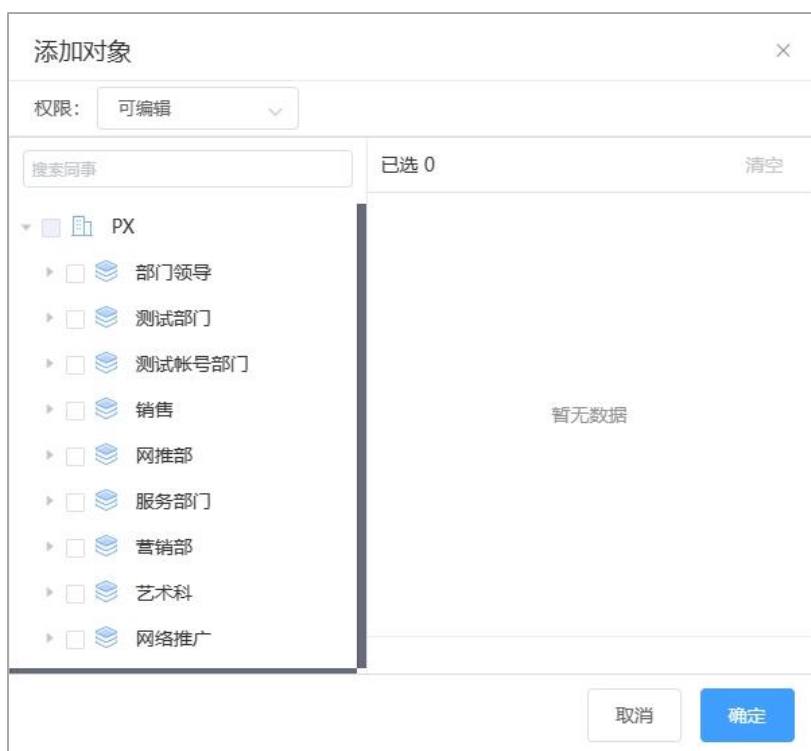 添加对象
权限： 可编辑
搜索同事
已选 0 清空
PX
部门领导
测试部门
测试帐号部门
销售
网推部
服务部门
营销部
艺术科
网络推广
暂无数据
取消 确定